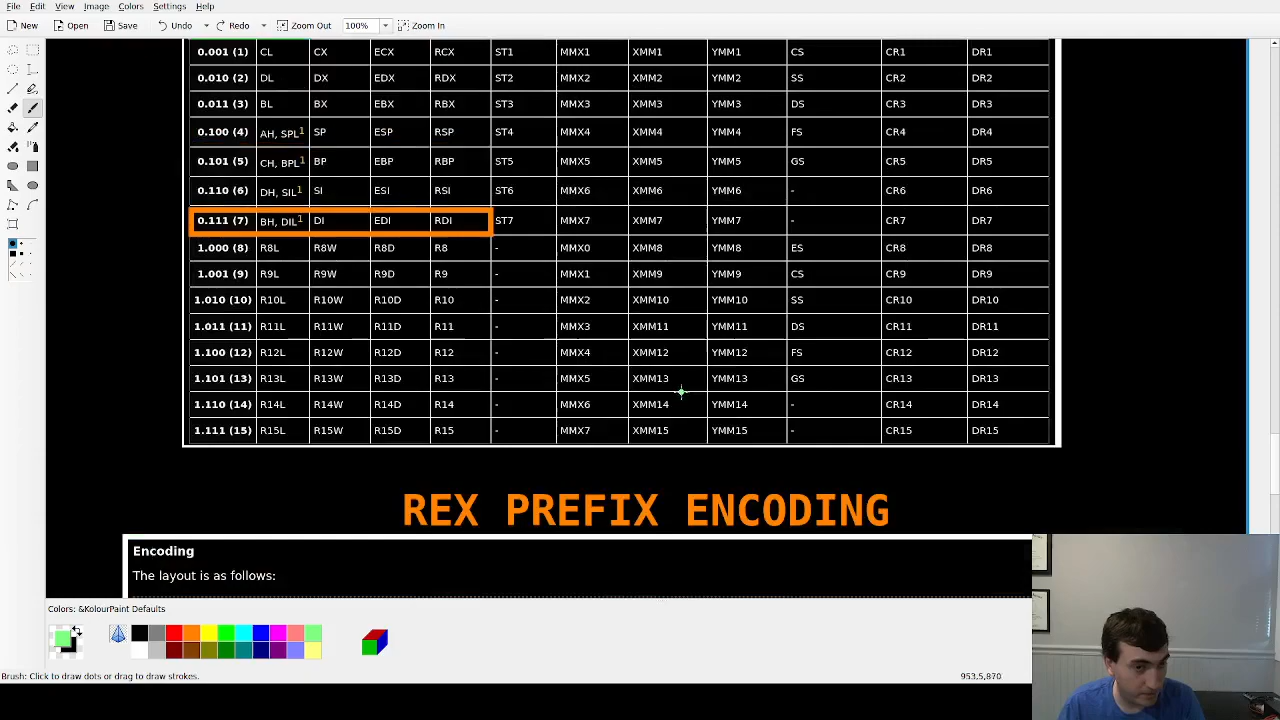 File Edit View Image Colors Settings Help
New Open Save Undo Redo Zoom Out 100% Zoom In
0.001 (1) CL CX ECX RCX ST1 MMX1 XMM1 YMM1 CS CR1 DR1
0.010 (2) DL DX EDX RDX ST2 MMX2 XMM2 YMM2 SS CR2 DR2
0.011 (3) BL BX EBX RBX ST3 MMX3 XMM3 YMM3 DS CR3 DR3
0.100 (4) AH, SPL1 SP ESP RSP ST4 MMX4 XMM4 YMM4 FS CR4 DR4
0.101 (5) CH, BPL1 BP EBP RBP ST5 MMX5 XMM5 YMM5 GS CR5 DR5
0.110 (6) DH, SIL1 SI ESI RSI ST6 MMX6 XMM6 YMM6 - CR6 DR6
0.111 (7) BH, DIL1 DI EDI RDI ST7 MMX7 XMM7 YMM7 - CR7 DR7
1.000 (8) R8L R8W R8D R8 - MMX0 XMM8 YMM8 ES CR8 DR8
1.001 (9) R9L R9W R9D R9 - MMX1 XMM9 YMM9 CS CR9 DR9
1.010 (10) R10L R10W R10D R10 - MMX2 XMM10 YMM10 SS CR10 DR10
1.011 (11) R11L R11W R11D R11 - MMX3 XMM11 YMM11 DS CR11 DR11
1.100 (12) R12L R12W R12D R12 - MMX4 XMM12 YMM12 FS CR12 DR12
1.101 (13) R13L R13W R13D R13 - MMX5 XMM13 YMM13 GS CR13 DR13
1.110 (14) R14L R14W R14D R14 - MMX6 XMM14 YMM14 - CR14 DR14
1.111 (15) R15L R15W R15D R15 - MMX7 XMM15 YMM15 - CR15 DR15
REX PREFIX ENCODING
Encoding
The layout is as follows:
Colors: &KolourPaint Defaults
Brush: Click to draw dots or drag to draw strokes. 953,5,870